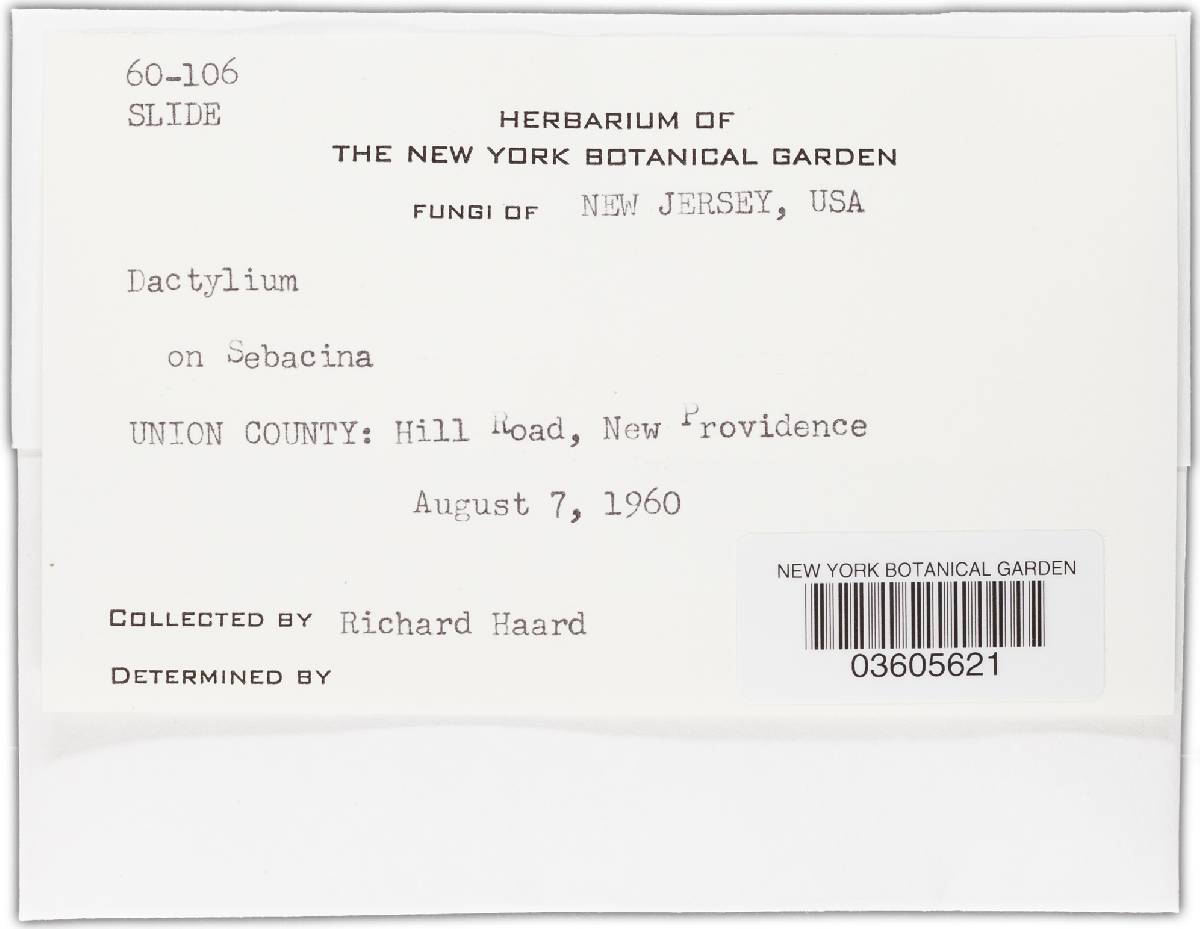 60-106
SLIDE
HERBARIUM OF
THE NEW YORK BOTANICAL GARDEN
FUNGI OF NEW JERSEY, USA
Dactylium
on Sebacina
UNION COUNTY: Hill Road, New Providence
August 7, 1960
NEW YORK BOTANICAL GARDEN
03605621
COLLECTED BY Richard Haard
DETERMINED BY